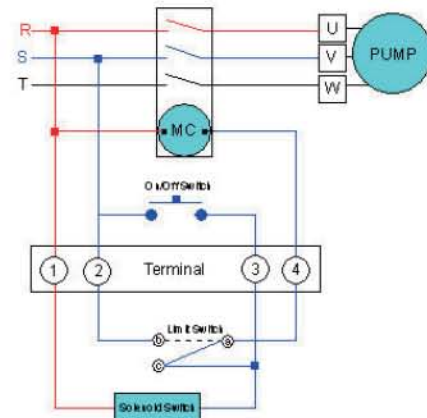 R
U
S
V
PUMP
T
W
MC
On/Off Switch
1
2
Terminal
3
4
Limit Switch
b
a
c
Solenoid Switch